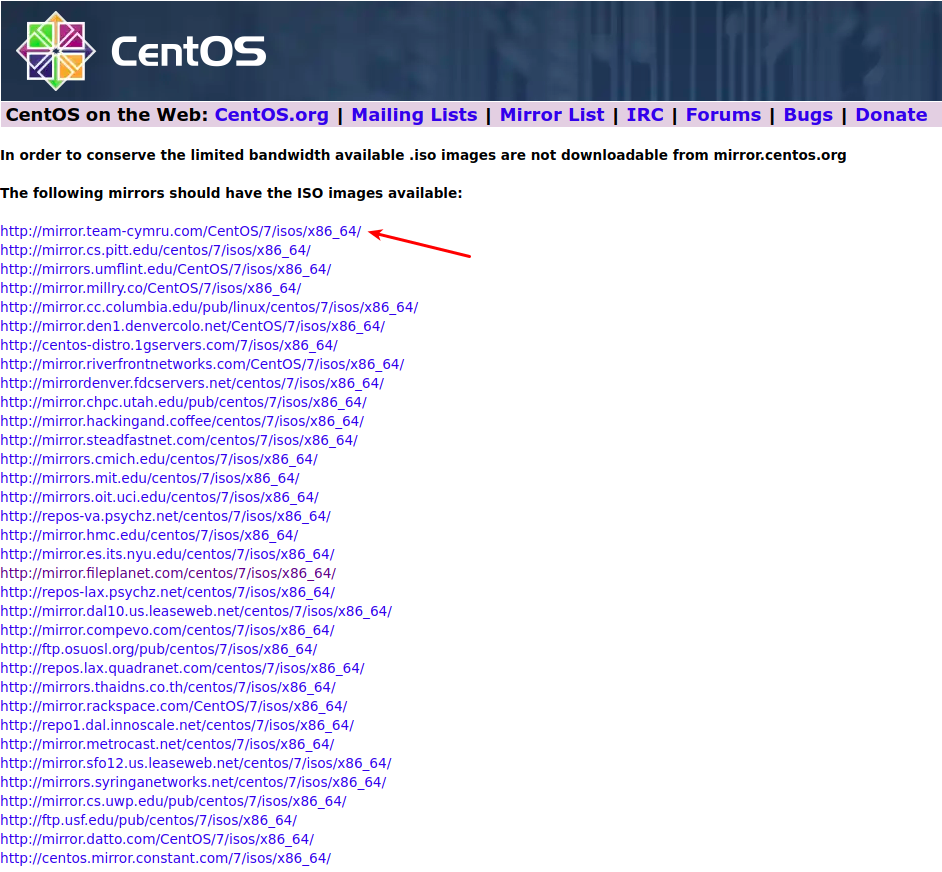 CentOS
CentOS on the Web: CentOS.org | Mailing Lists | Mirror List | IRC | Forums | Bugs | Donate
In order to conserve the limited bandwidth available .iso images are not downloadable from mirror.centos.org
The following mirrors should have the ISO images available:
http://mirror.team-cymru.com/CentOS/7/isos/x86_64/
http://mirror.cs.pitt.edu/centos/7/isos/x86_64/
http://mirrors.umflint.edu/CentOS/7/isos/x86_64/
http://mirror.millry.co/CentOS/7/isos/x86_64/
http://mirror.cc.columbia.edu/pub/linux/centos/7/isos/x86_64/
http://mirror.den1.denvercolo.net/CentOS/7/isos/x86_64/
http://centos-distro.1gservers.com/7/isos/x86_64/
http://mirror.riverfrontnetworks.com/CentOS/7/isos/x86_64/
http://mirrordenver.fdcservers.net/centos/7/isos/x86_64/
http://mirror.chpc.utah.edu/pub/centos/7/isos/x86_64/
http://mirror.hackingand.coffee/centos/7/isos/x86_64/
http://mirror.steadfastnet.com/centos/7/isos/x86_64/
http://mirrors.cmich.edu/centos/7/isos/x86_64/
http://mirrors.mit.edu/centos/7/isos/x86_64/
http://mirrors.oit.uci.edu/centos/7/isos/x86_64/
http://repos-va.psychz.net/centos/7/isos/x86_64/
http://mirror.hmc.edu/centos/7/isos/x86_64/
http://mirror.es.its.nyu.edu/centos/7/isos/x86_64/
http://mirror.fileplanet.com/centos/7/isos/x86_64/
http://repos-lax.psychz.net/centos/7/isos/x86_64/
http://mirror.dal10.us.leaseweb.net/centos/7/isos/x86_64/
http://mirror.compevo.com/centos/7/isos/x86_64/
http://ftp.osuosl.org/pub/centos/7/isos/x86_64/
http://repos.lax.quadranet.com/centos/7/isos/x86_64/
http://mirrors.thaidns.co.th/centos/7/isos/x86_64/
http://mirror.rackspace.com/CentOS/7/isos/x86_64/
http://repo1.dal.innoscale.net/centos/7/isos/x86_64/
http://mirror.metrocast.net/centos/7/isos/x86_64/
http://mirror.sfo12.us.leaseweb.net/centos/7/isos/x86_64/
http://mirrors.syringanetworks.net/centos/7/isos/x86_64/
http://mirror.cs.uwp.edu/pub/centos/7/isos/x86_64/
http://ftp.usf.edu/pub/centos/7/isos/x86_64/
http://mirror.datto.com/CentOS/7/isos/x86_64/
http://centos.mirror.constant.com/7/isos/x86_64/